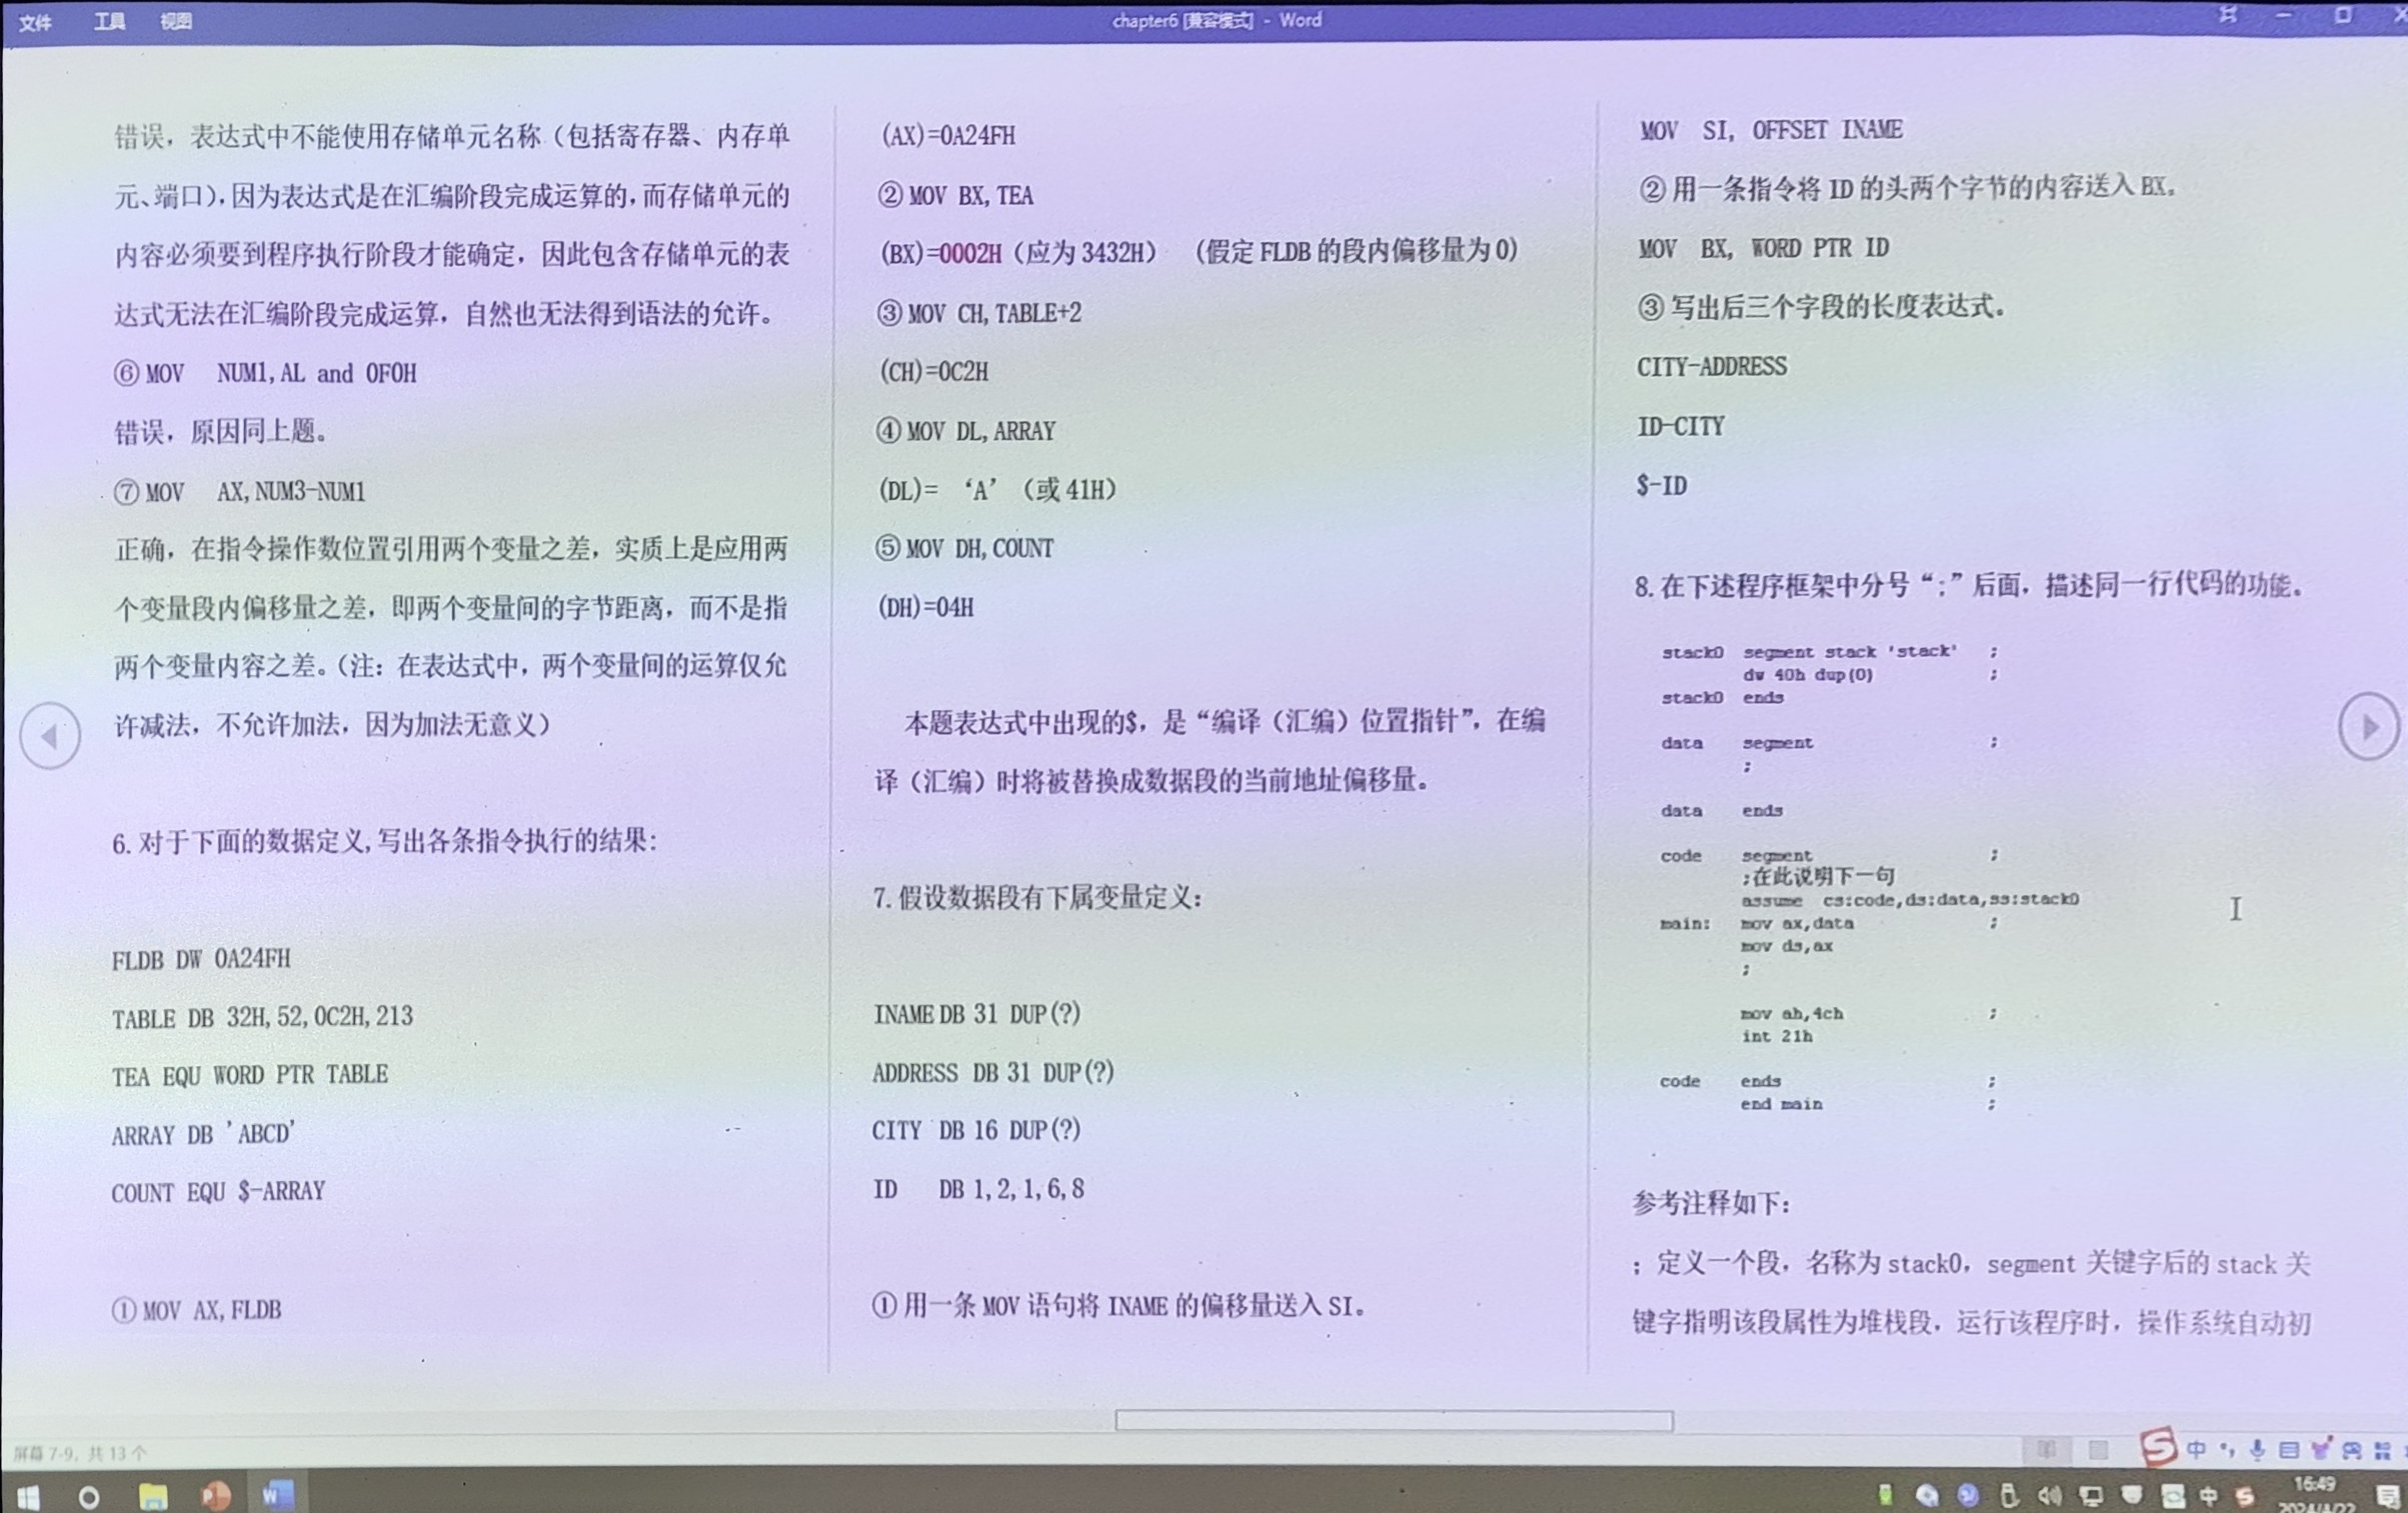 文件 工具 视图
chapter6 [兼容模式] - Word
错误，表达式中不能使用存储单元名称（包括寄存器、内存单
元、端口），因为表达式是在汇编阶段完成运算的，而存储单元的
内容必须要到程序执行阶段才能确定，因此包含存储单元的表
达式无法在汇编阶段完成运算，自然也无法得到语法的允许。
⑥ MOV NUM1,AL and 0F0H
错误，原因同上题。
⑦ MOV AX,NUM3-NUM1
正确，在指令操作数位置引用两个变量之差，实质上是应用两
个变量段内偏移量之差，即两个变量间的字节距离，而不是指
两个变量内容之差。（注：在表达式中，两个变量间的运算仅允
许减法，不允许加法，因为加法无意义）
6. 对于下面的数据定义,写出各条指令执行的结果:
FLDB DW 0A24FH
TABLE DB 32H,52,0C2H,213
TEA EQU WORD PTR TABLE
ARRAY DB 'ABCD'
COUNT EQU $-ARRAY
① MOV AX,FLDB
(AX)=0A24FH
② MOV BX,TEA
(BX)=0002H（应为 3432H） (假定 FLDB 的段内偏移量为 0)
③ MOV CH,TABLE+2
(CH)=0C2H
④ MOV DL,ARRAY
(DL)= ‘A’（或 41H）
⑤ MOV DH,COUNT
(DH)=04H
本题表达式中出现的$，是“编译（汇编）位置指针”，在编
译（汇编）时将被替换成数据段的当前地址偏移量。
7. 假设数据段有下属变量定义：
INAME DB 31 DUP(?)
ADDRESS DB 31 DUP(?)
CITY DB 16 DUP(?)
ID DB 1,2,1,6,8
① 用一条 MOV 语句将 INAME 的偏移量送入 SI。
MOV SI, OFFSET INAME
② 用一条指令将 ID 的头两个字节的内容送入 BX。
MOV BX, WORD PTR ID
③ 写出后三个字段的长度表达式。
CITY-ADDRESS
ID-CITY
$-ID
8. 在下述程序框架中分号“;”后面，描述同一行代码的功能。
stack0 segment stack 'stack' ;
dw 40h dup(0) ;
stack0 ends
data segment ;
;
data ends
code segment ;
;在此说明下一句
assume cs:code,ds:data,ss:stack0
main: mov ax,data ;
mov ds,ax
;
mov ah,4ch ;
int 21h
code ends ;
end main ;
参考注释如下：
；定义一个段，名称为 stack0，segment 关键字后的 stack 关
键字指明该段属性为堆栈段，运行该程序时，操作系统自动初
屏幕 7-9, 共 13 个
中
中
16:49
2024/4/22